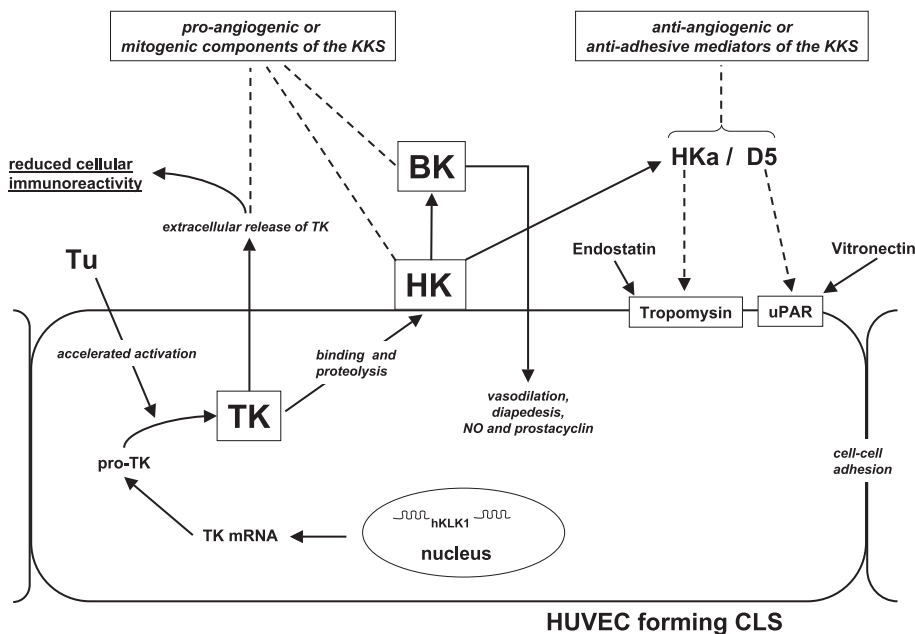 pro-angiogenic or
mitogenic components of the KKS
anti-angiogenic or
anti-adhesive mediators of the KKS
reduced cellular
immunoreactivity
BK
HKa / D5
extracellular release of TK
Tu
HK
Endostatin
Vitronectin
Tropomysin
uPAR
accelerated activation
binding and
proteolysis
TK
vasodilation,
diapedesis,
NO and prostacyclin
pro-TK
cell-cell
adhesion
TK mRNA
hKLK1
nucleus
HUVEC forming CLS